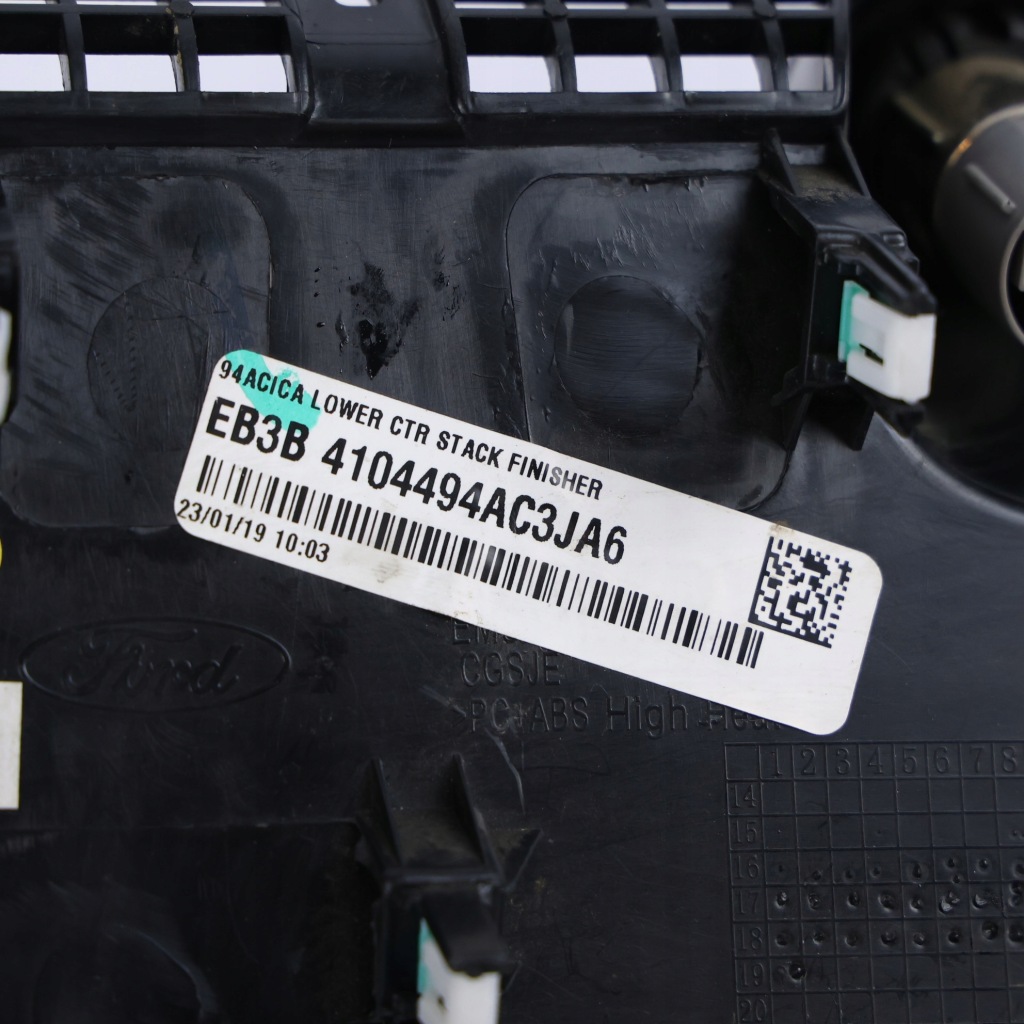 94ACICA LOWER CTR STACK FINISHER
EB3B 4104494AC3JA6
23/01/19 10:03
Ford
CGSJE
PC+ABS High Heat
1 2 3 4 5 6 7 8
14
15
16
17
18
19
20